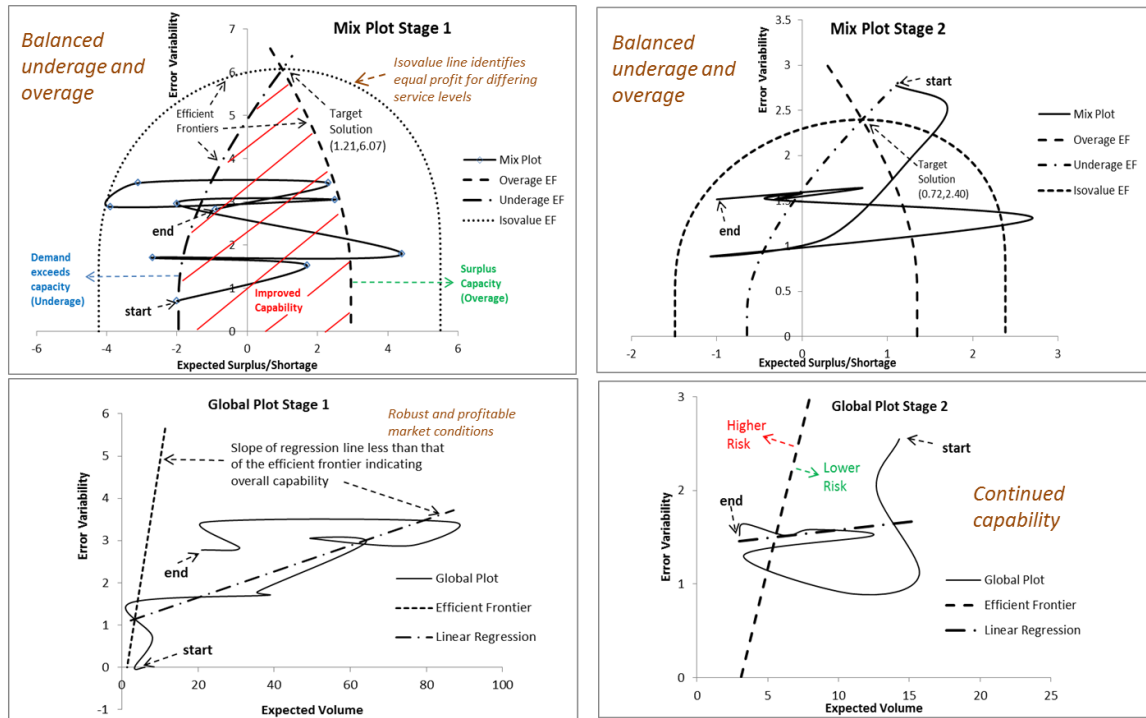 Mix Plot Stage 1
Balanced
underage and
overage
Error Variability
7
6
5
4
3
2
1
0
-6
-4
-2
0
2
4
6
Expected Surplus/Shortage
Isovalue line identifies
equal profit for differing
service levels
Efficient
Frontiers
Target
Solution
(1.21,6.07)
Mix Plot
Overage EF
Underage EF
Isovalue EF
end
Demand
exceeds
capacity
(Underage)
start
Improved
Capability
Surplus
Capacity
(Overage)
Mix Plot Stage 2
Balanced
underage and
overage
Error Variability
3.5
3
2.5
2
1.5
1
0.5
0
-2
-1
0
1
2
3
Expected Surplus/Shortage
start
Target
Solution
(0.72,2.40)
end
Mix Plot
Overage EF
Underage EF
Isovalue EF
Global Plot Stage 1
Robust and profitable
market conditions
Slope of regression line less than that
of the efficient frontier indicating
overall capability
Error Variability
6
5
4
3
2
1
0
-1
0
20
40
60
80
100
Expected Volume
end
start
Global Plot
Efficient Frontier
Linear Regression
Global Plot Stage 2
Higher
Risk
Lower
Risk
start
Continued
capability
end
Error Variability
3
2
1
0
0
5
10
15
20
25
Expected Volume
Global Plot
Efficient Frontier
Linear Regression